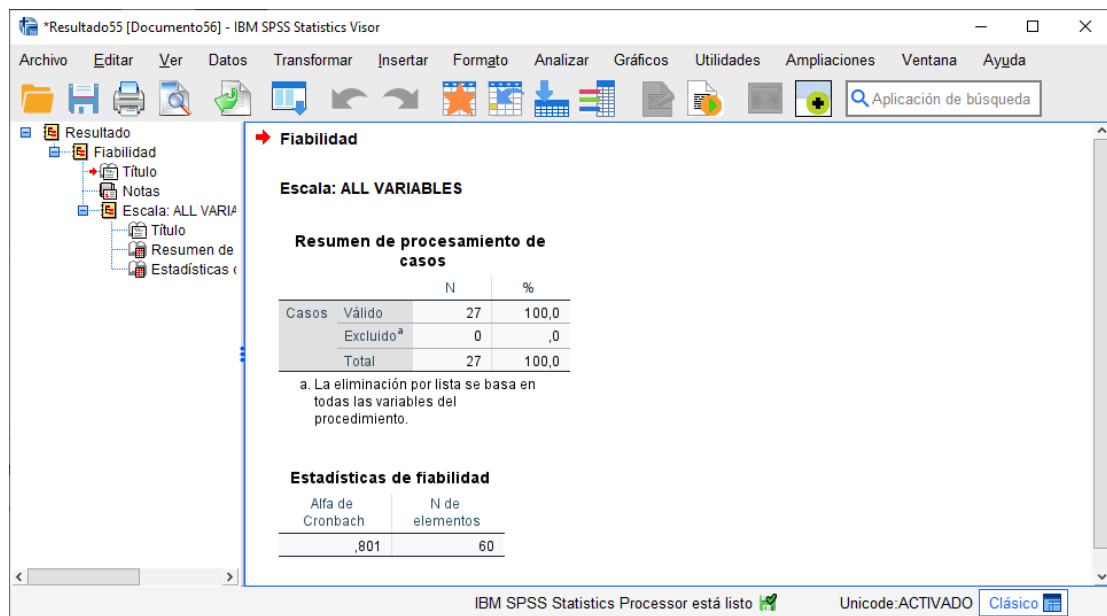 *Resultado55 [Documento56] - IBM SPSS Statistics Visor
Archivo Editar Ver Datos Transformar Insertar Formato Analizar Gráficos Utilidades Ampliaciones Ventana Ayuda
Aplicación de búsqueda
Resultado
Fiabilidad
Título
Notas
Escala: ALL VARIA
Título
Resumen de
Estadísticas
Fiabilidad
Escala: ALL VARIABLES
Resumen de procesamiento de
casos
N %
Casos Válido 27 100,0
Excluido^a 0 ,0
Total 27 100,0
a. La eliminación por lista se basa en
todas las variables del
procedimiento.
Estadísticas de fiabilidad
Alfa de N de
Cronbach elementos
,801 60
IBM SPSS Statistics Processor está listo Unicode:ACTIVADO Clásico